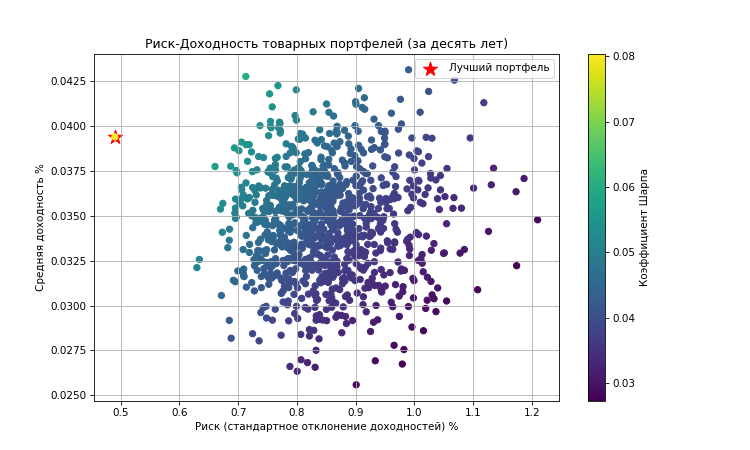 Риск-Доходность товарных портфелей (за десять лет)
Лучший портфель
Средняя доходность %
0.0425
0.0400
0.0375
0.0350
0.0325
0.0300
0.0275
0.0250
0.5 0.6 0.7 0.8 0.9 1.0 1.1 1.2
Риск (стандартное отклонение доходностей) %
0.08
0.07
0.06
0.05
0.04
0.03
Коэффициент Шарпа